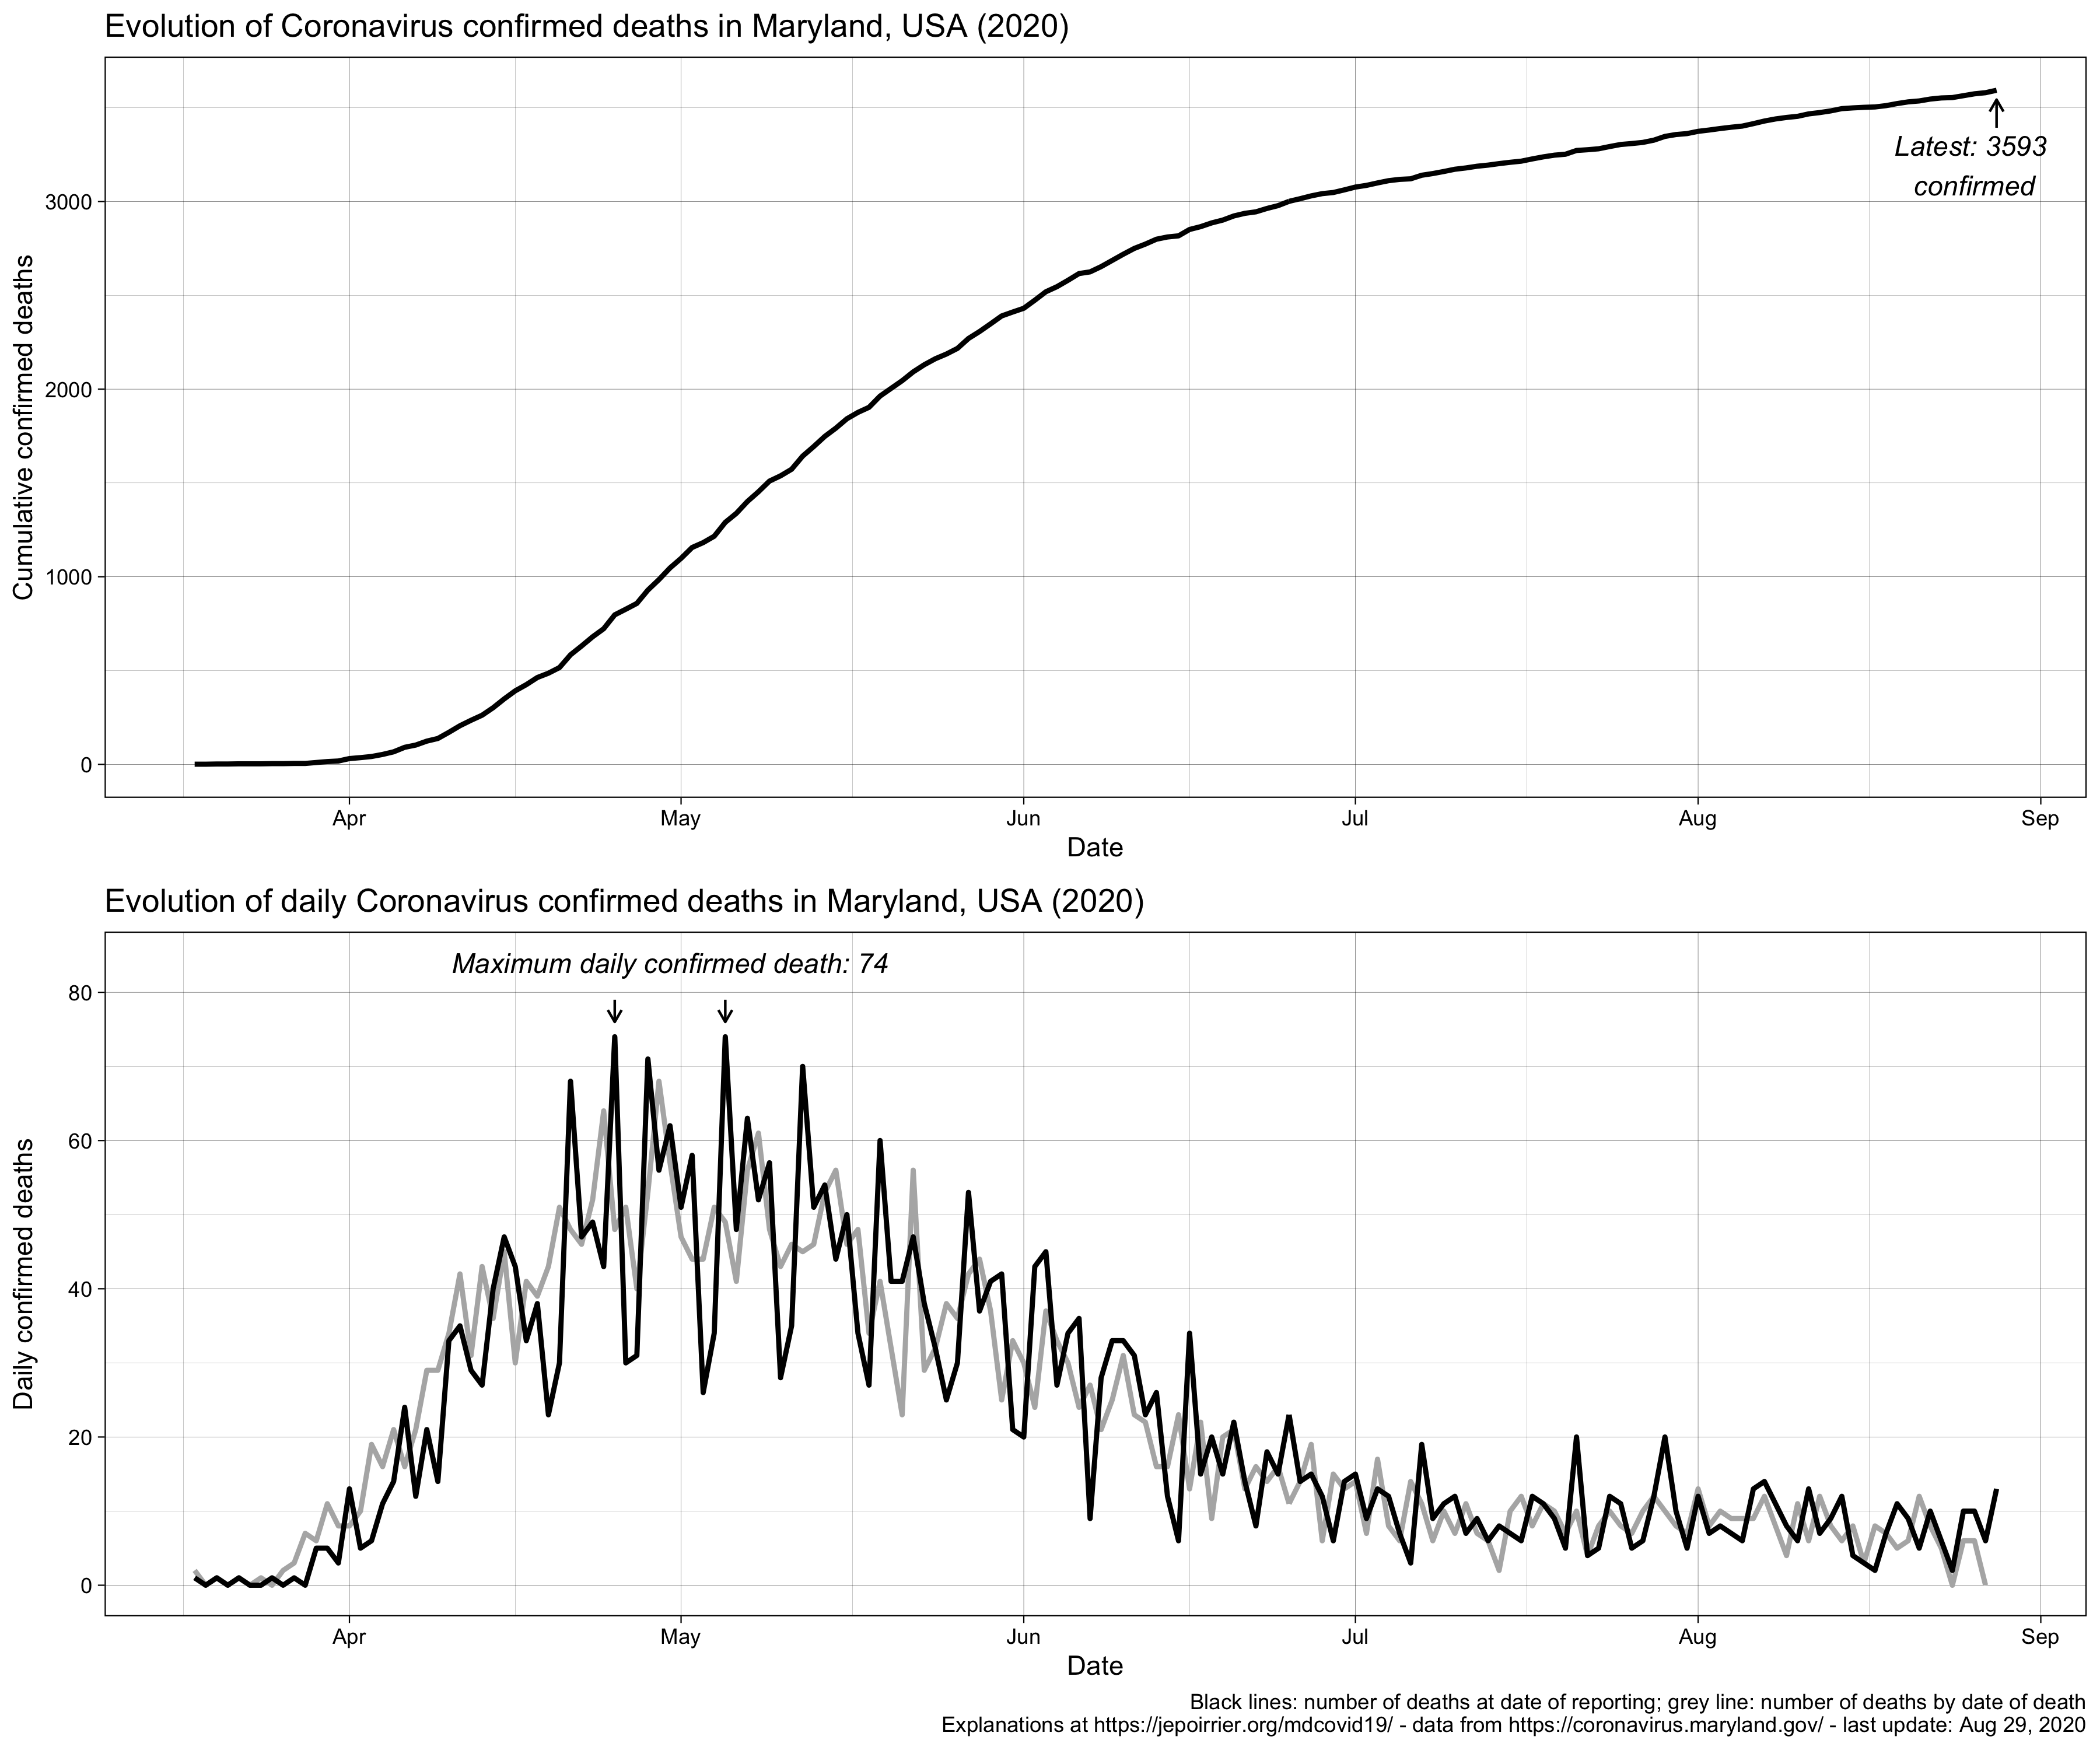 Evolution of Coronavirus confirmed deaths in Maryland, USA (2020)
Cumulative confirmed deaths
3000
2000
1000
0
Latest: 3593
confirmed
Apr May Jun Jul Aug Sep
Date
Evolution of daily Coronavirus confirmed deaths in Maryland, USA (2020)
Daily confirmed deaths
Maximum daily confirmed death: 74
80
60
40
20
0
Apr May Jun Jul Aug Sep
Date
Black lines: number of deaths at date of reporting; grey line: number of deaths by date of death
Explanations at https://jepoirrier.org/mdcovid19/ - data from https://coronavirus.maryland.gov/ - last update: Aug 29, 2020